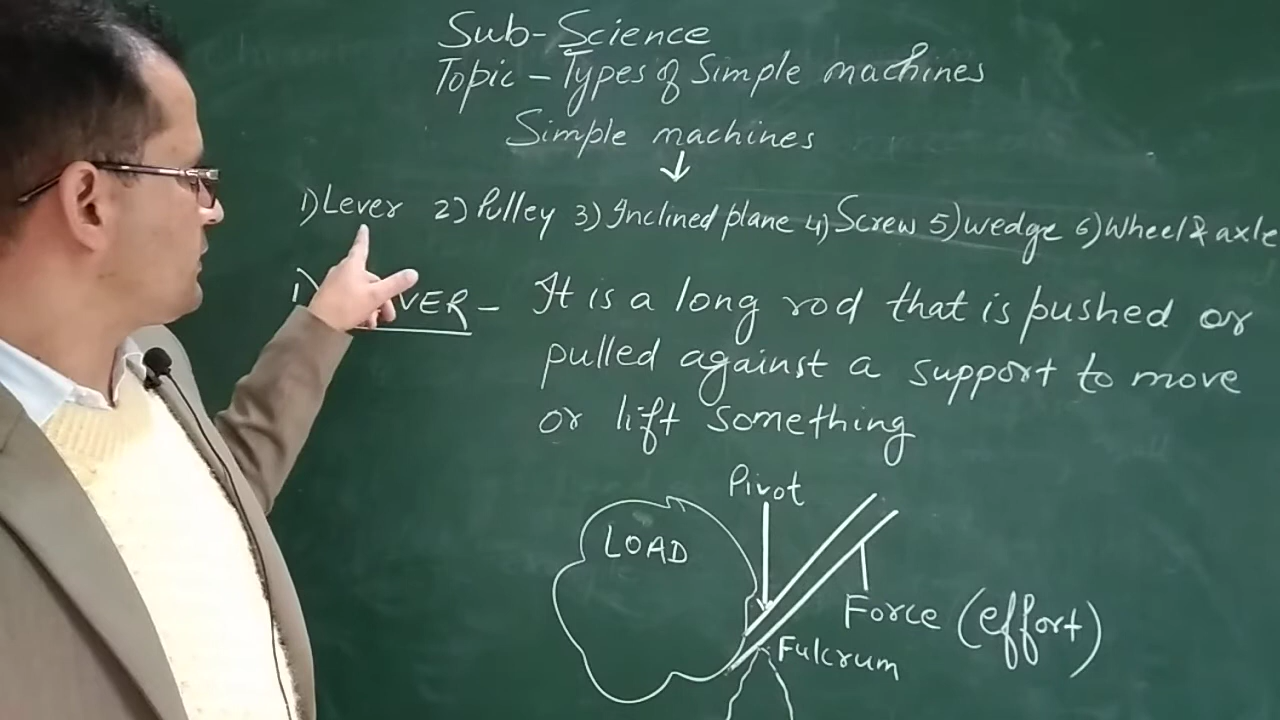 Sub-Science
Topic - Types of Simple machines
Simple machines
1) Lever 2) Pulley 3) Inclined plane 4) Screw 5) wedge 6) Wheel & axle
1) VER - It is a long rod that is pushed or
pulled against a support to move
or lift something
Pivot
LOAD
Force (effort)
Fulcrum